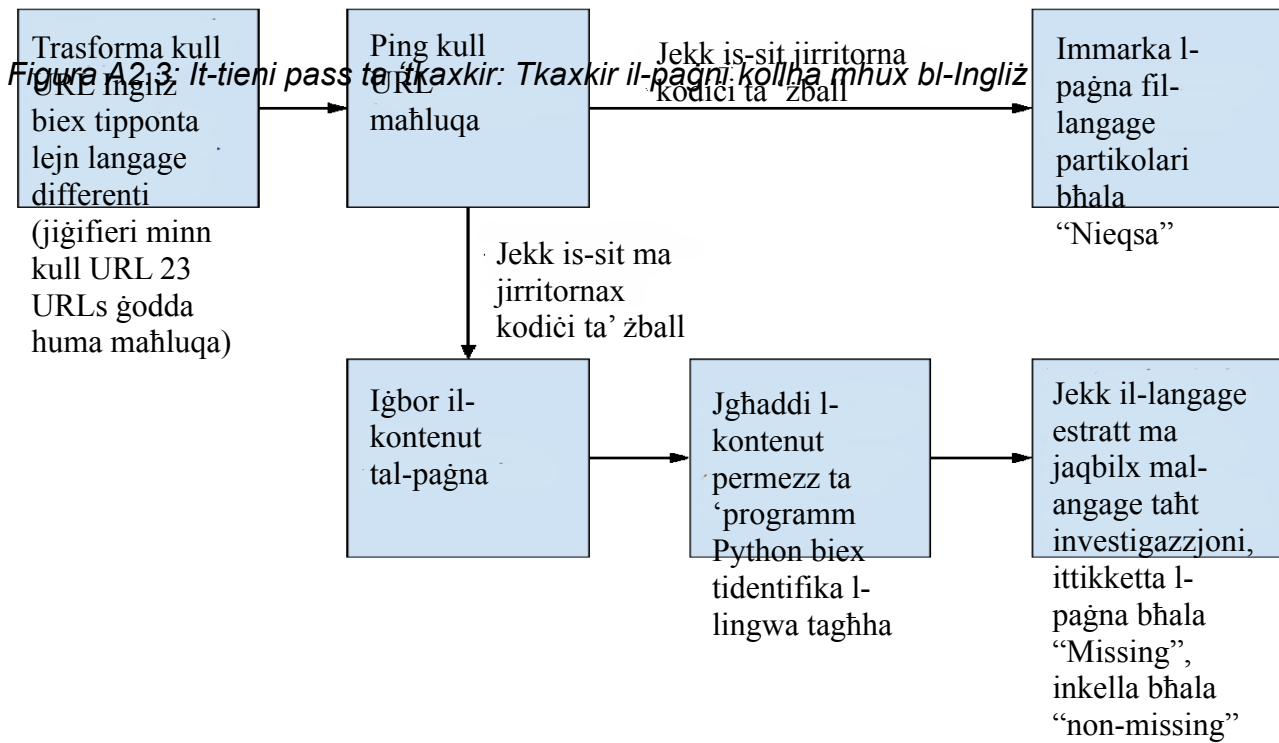 Trasforma kull
URL Ingliż
biex tipponta
lejn langage
differenti
(jiġifieri minn
kull URL 23
URLs ġodda
huma maħluqa)
Figura A2.3: It-tieni pass ta ‘tkaxkir: Tkaxkir il-paġni kollha mhux bl-Ingliż
Ping kull
URL
maħluqa
Jekk is-sit jirritorna
kodiċi ta ‘żball
Immarka l-
paġna fil-
langage
partikolari
bħala
“Nieqsa”
Jekk is-sit ma
jirritornax
kodiċi ta’ żball
Iġbor il-
kontenut
tal-paġna
Jgħaddi l-
kontenut
permezz ta
‘programm
Python biex
tidentifika l-
lingwa tagħha
Jekk il-langage
estratt ma
jaqbilx mal-
angage taħt
investigazzjoni,
ittikketta l-
paġna bħala
“Missing”,
inkella bħala
“non-missing”